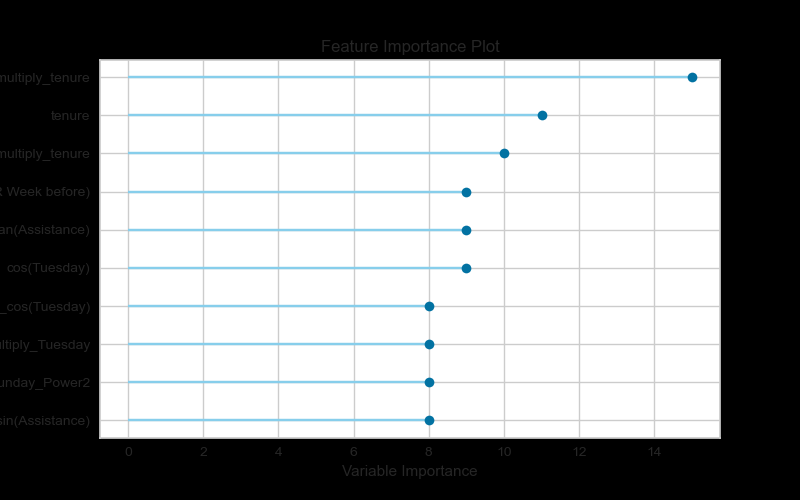 Feature Importance Plot
multiply_tenure
tenure
multiply_tenure
Week before)
an(Assistance)
cos(Tuesday)
_cos(Tuesday)
ltiply_Tuesday
unday_Power2
sin(Assistance)
0 2 4 6 8 10 12 14
Variable Importance